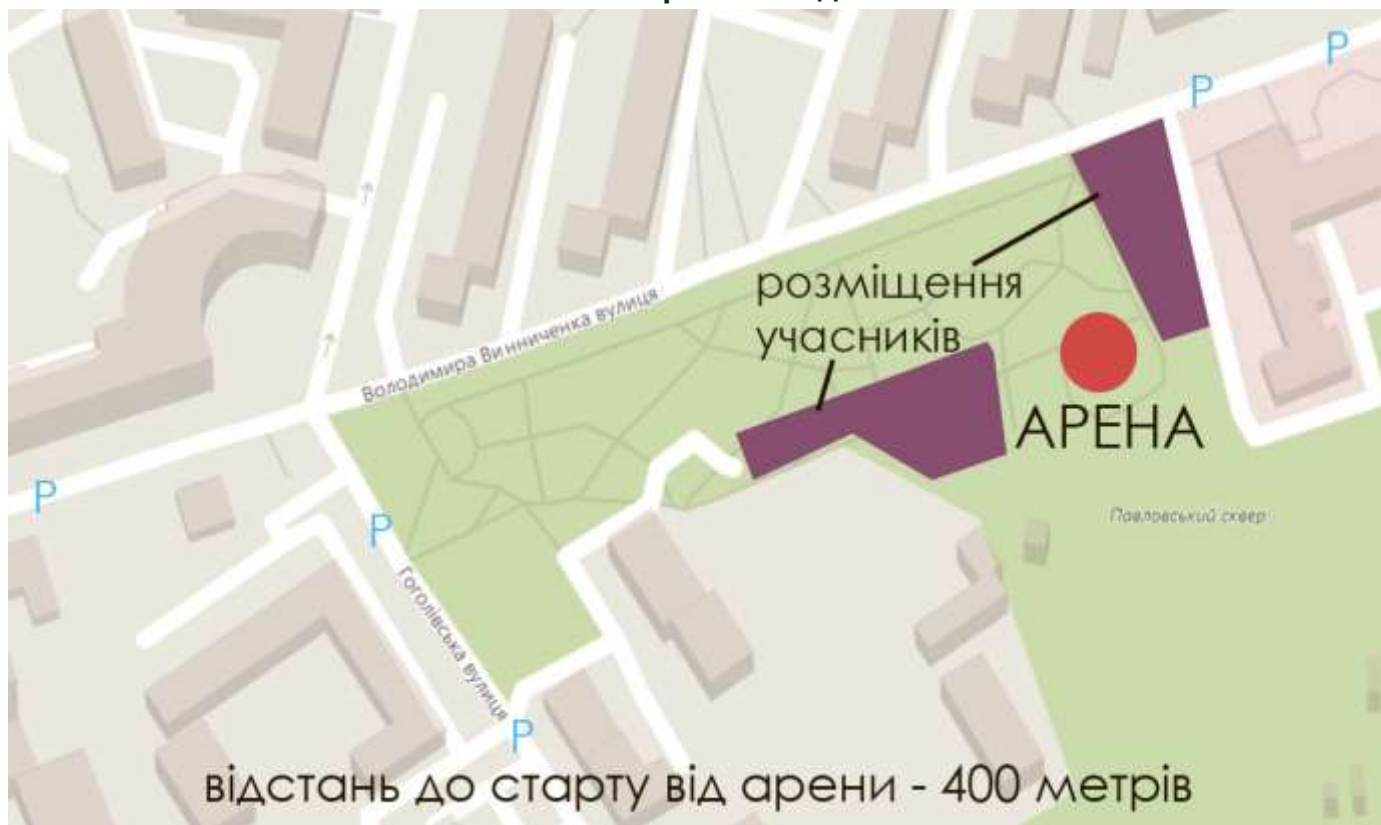 P
P
розміщення
учасників
Володимира Винниченка вулиця
АРЕНА
P
P
Павловський сквер
Гоголівська вулиця
P
відстань до старту від арени - 400 метрів